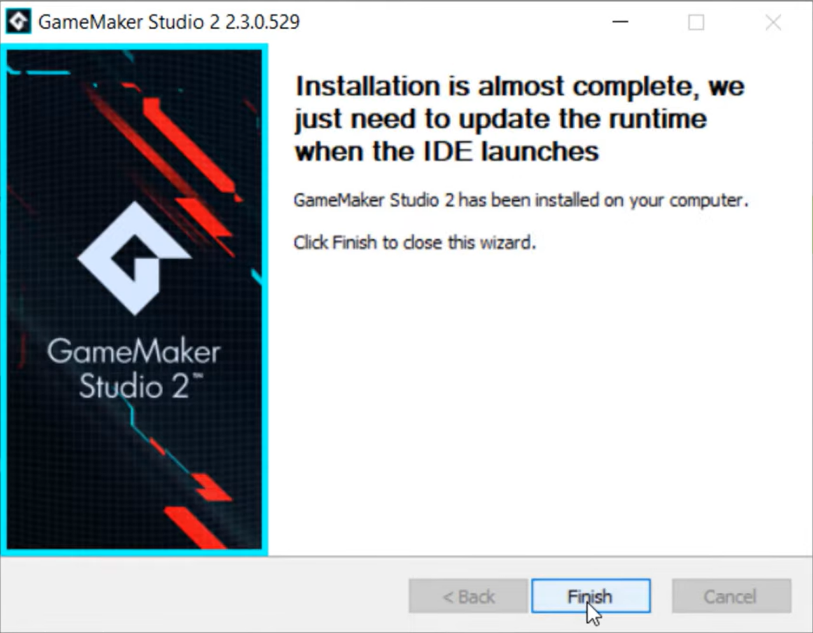 GameMaker Studio 2 2.3.0.529
Installation is almost complete, we
just need to update the runtime
when the IDE launches
GameMaker Studio 2 has been installed on your computer.
Click Finish to close this wizard.
GameMaker
Studio 2™
< Back
Finish
Cancel